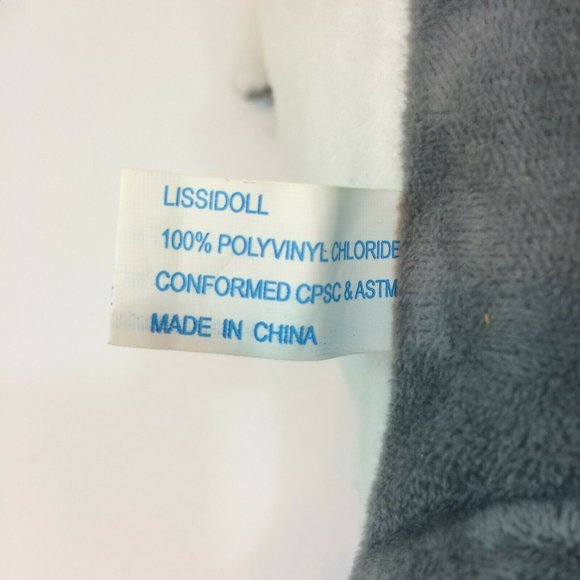 LISSIDOLL
100% POLYVINYL CHLORIDE
CONFORMED CPSC & ASTM
MADE IN CHINA